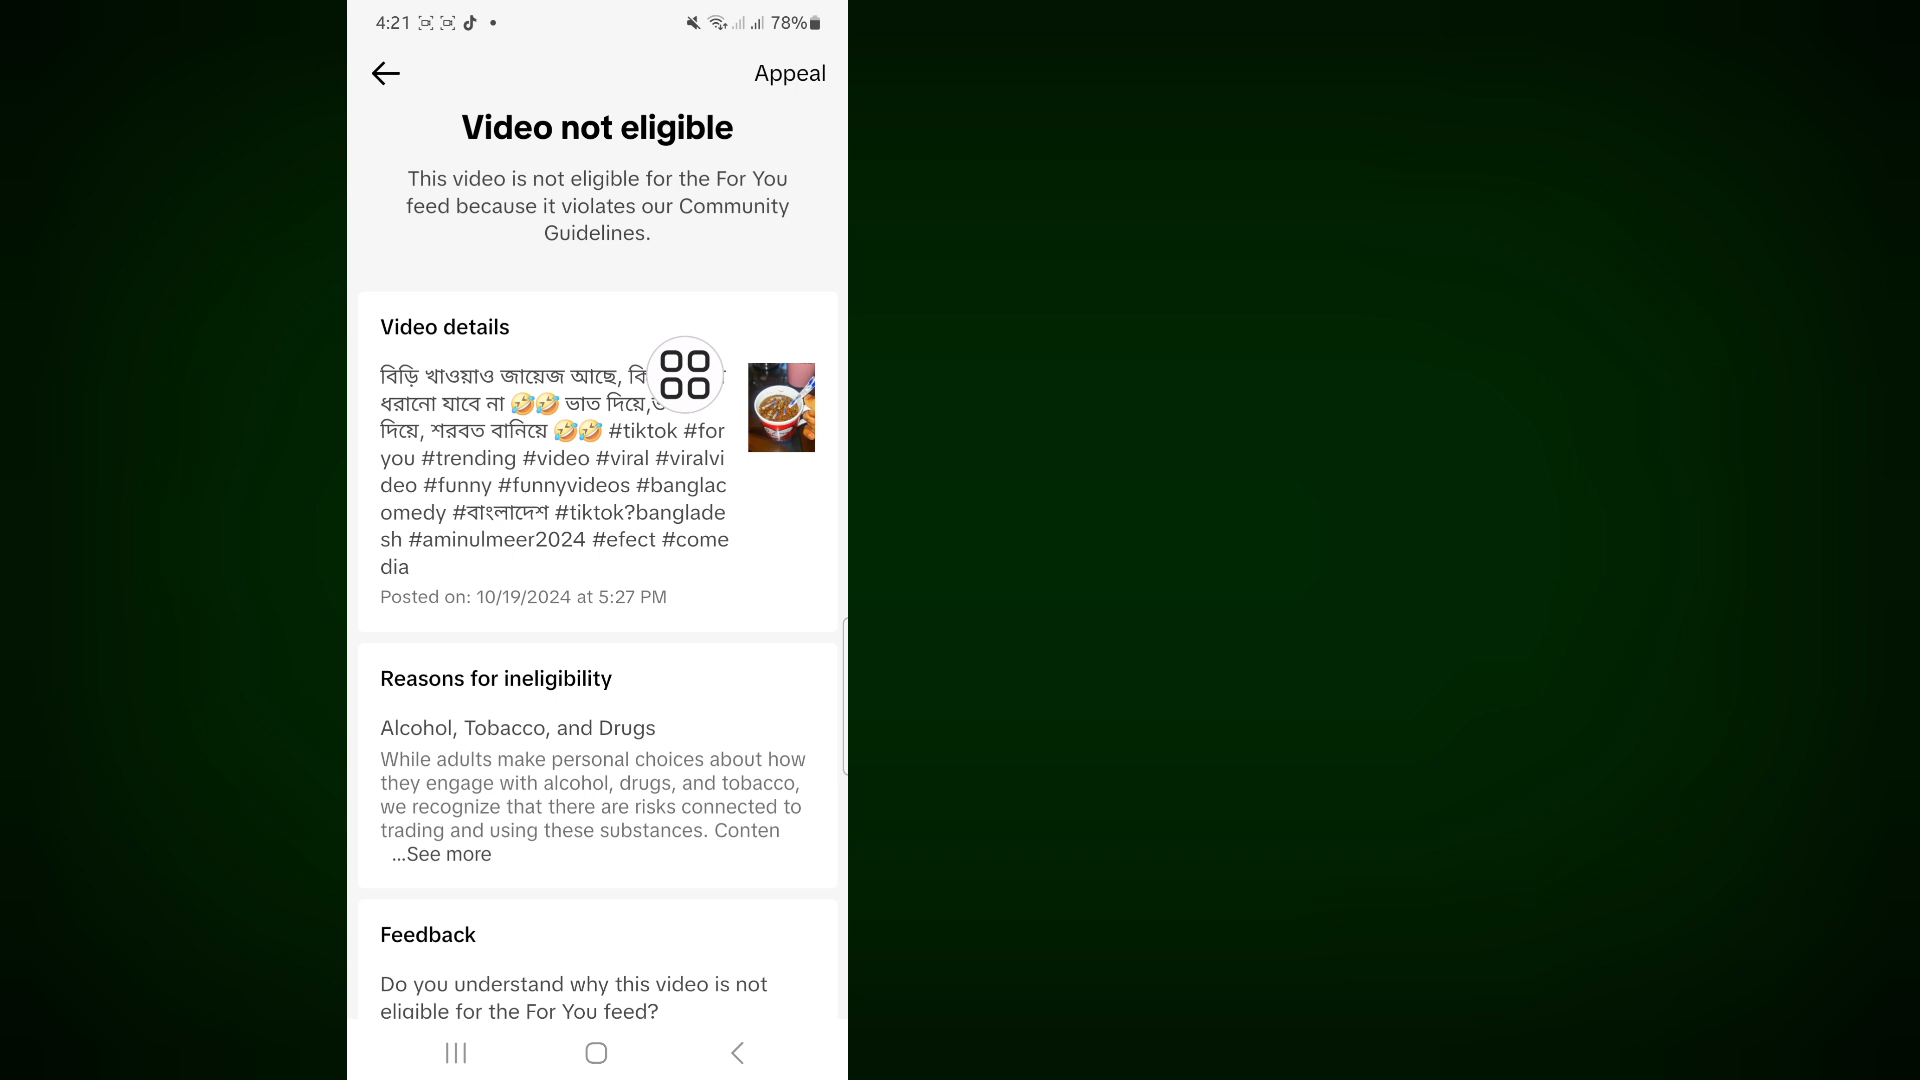 4:21
78%
Appeal
Video not eligible
This video is not eligible for the For You
feed because it violates our Community
Guidelines.
Video details
বিড়ি খাওয়াও জায়েজ আছে,
ধরানো যাবে না 🤣🤣 ভাত দিয়ে,
দিয়ে, শরবত বানিয়ে 🤣🤣 #tiktok #for
you #trending #video #viral #viralvi
deo #funny #funnyvideos #banglac
omedy #বাংলাদেশ #tiktok?banglade
sh #aminulmeer2024 #efect #come
dia
Posted on: 10/19/2024 at 5:27 PM
Reasons for ineligibility
Alcohol, Tobacco, and Drugs
While adults make personal choices about how
they engage with alcohol, drugs, and tobacco,
we recognize that there are risks connected to
trading and using these substances. Conten
...See more
Feedback
Do you understand why this video is not
eligible for the For You feed?